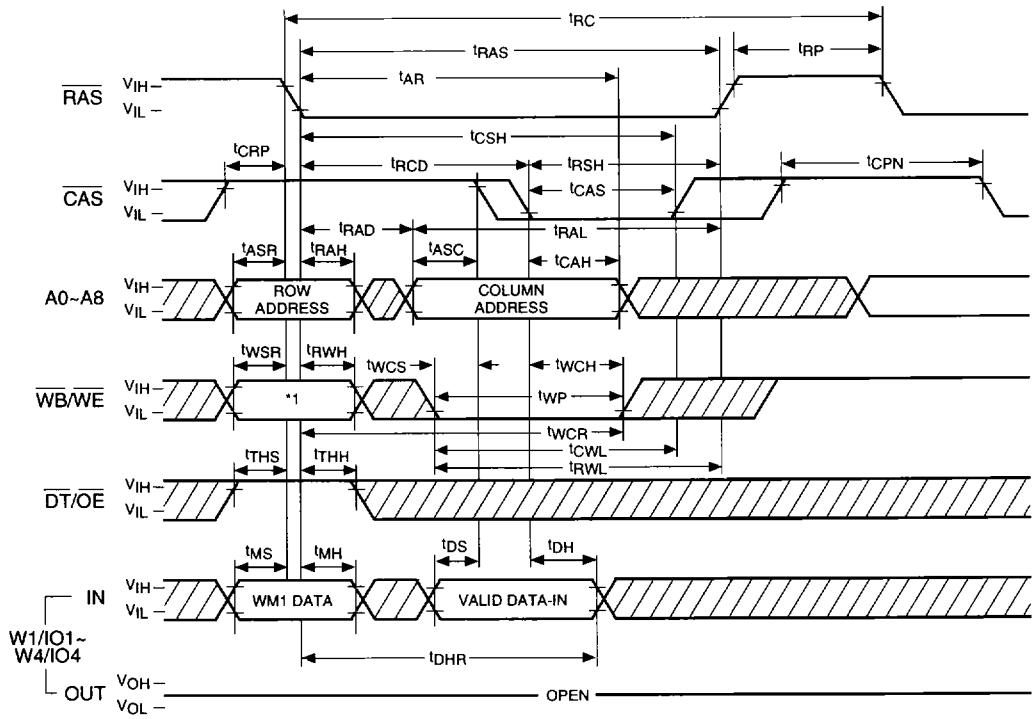 tRC
tRAS
tRP
tAR
RAS
VIH
VIL
tCSH
tCRP
tRCD
tRSH
tCPN
CAS
VIH
VIL
tCAS
tRAD
tRAL
tASR
tRAH
tASC
tCAH
A0~A8
VIH
VIL
ROW
ADDRESS
COLUMN
ADDRESS
tWSR
tRWH
tWCS
tWCH
WB/WE
VIH
VIL
*1
tWP
tWCR
tCWL
tRWL
tTHS
tTHH
DT/OE
VIH
VIL
tMS
tMH
tDS
tDH
IN
VIH
VIL
WM1 DATA
VALID DATA-IN
W1/IO1~
W4/IO4
tDHR
OUT
VOH
VOL
OPEN